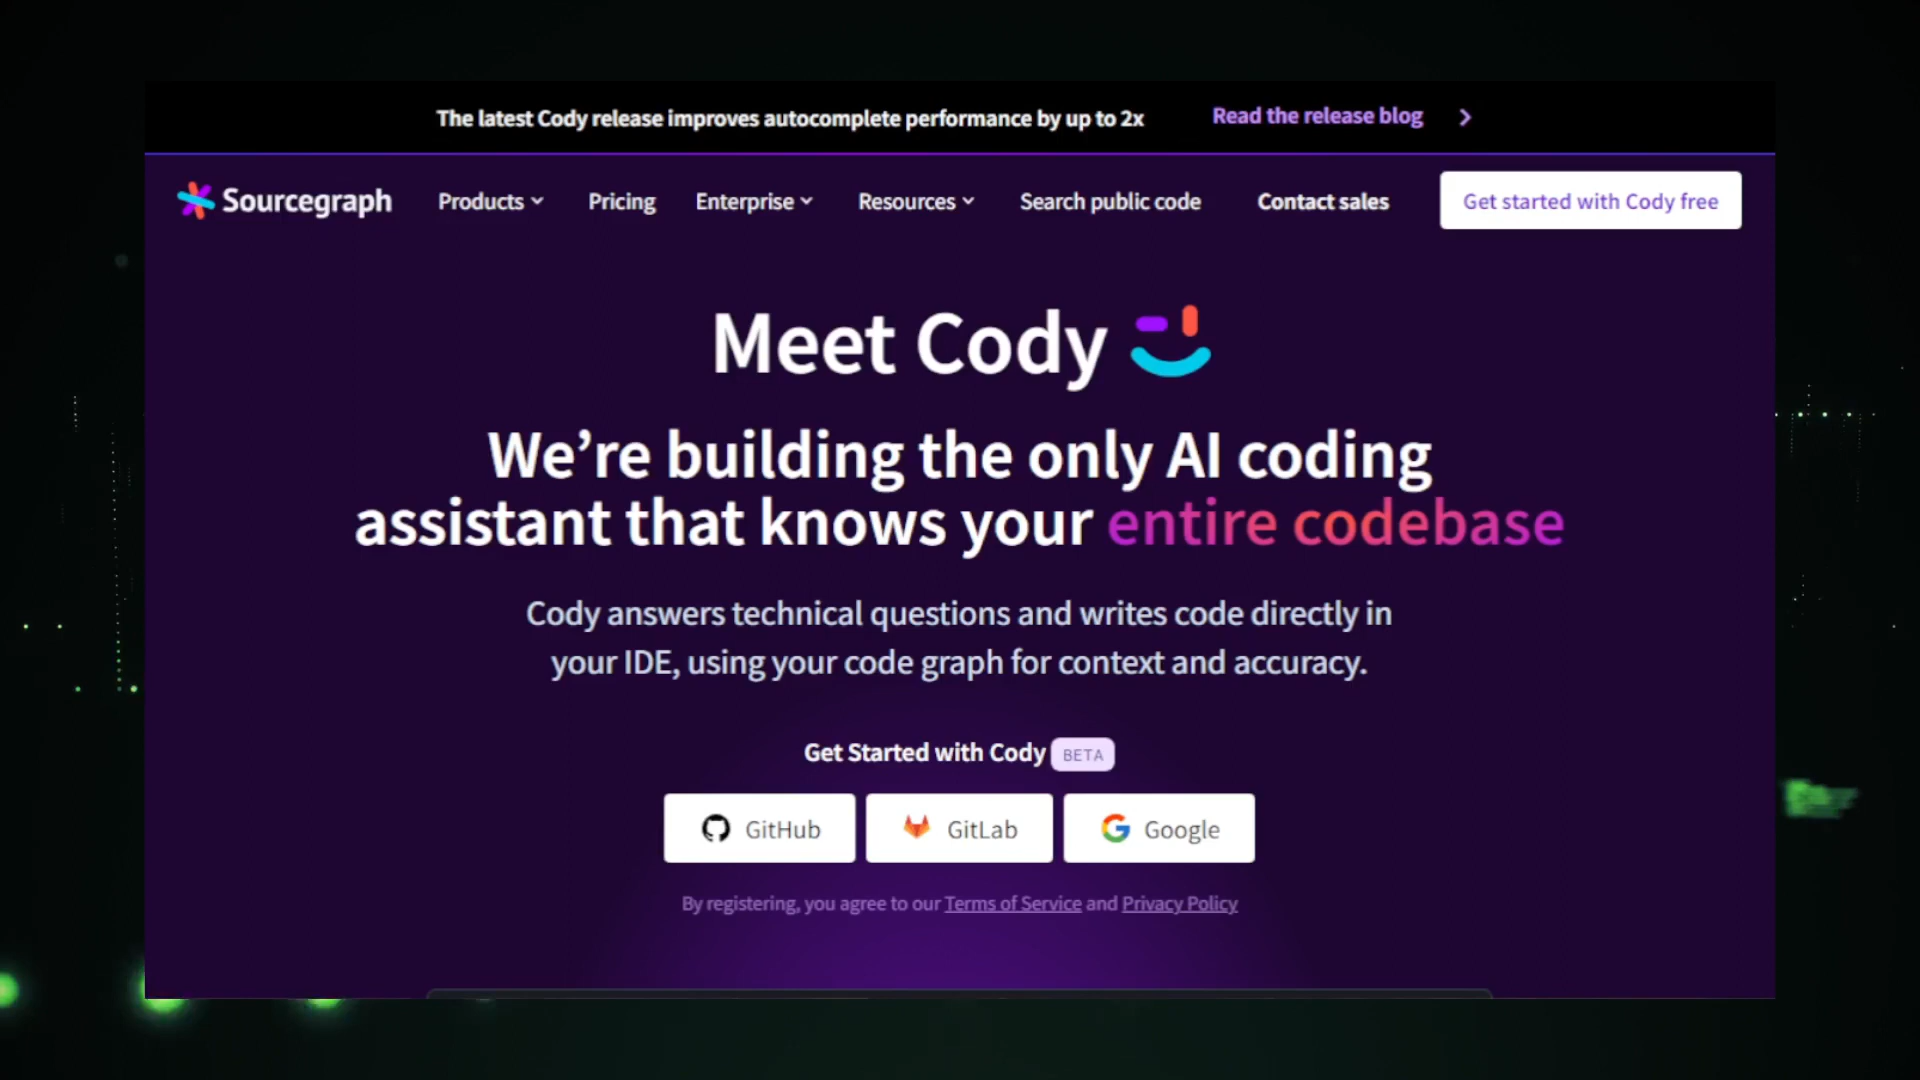 The latest Cody release improves autocomplete performance by up to 2x Read the release blog
Sourcegraph Products Pricing Enterprise Resources Search public code Contact sales Get started with Cody free
Meet Cody
We’re building the only AI coding
assistant that knows your entire codebase
Cody answers technical questions and writes code directly in
your IDE, using your code graph for context and accuracy.
Get Started with Cody BETA
GitHub GitLab Google
By registering, you agree to our Terms of Service and Privacy Policy